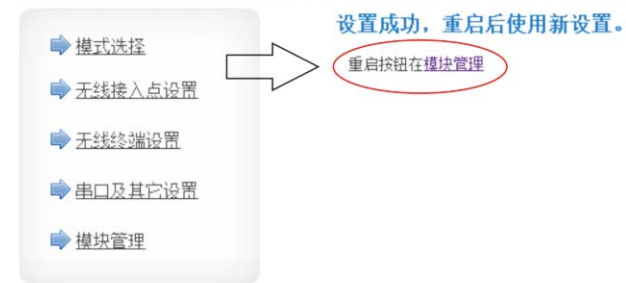 模式选择
无线接入点设置
无线终端设置
串口及其它设置
模块管理
设置成功，重启后使用新设置。
重启按钮在模块管理